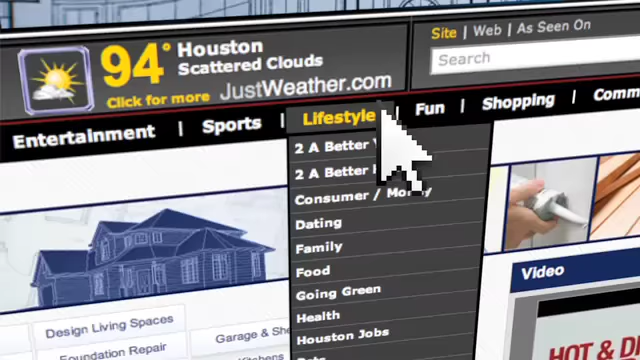 94°
Houston
Scattered Clouds
Click for more
JustWeather.com
Site | Web | As Seen On
Search
Entertainment | Sports | Lifestyle | Fun | Shopping |
2 A Better
2 A Better
Consumer / Money
Dating
Family
Food
Going Green
Health
Houston Jobs
Design Living Spaces
Foundation Repair
Garage &
Kitchens
Video
HOT &